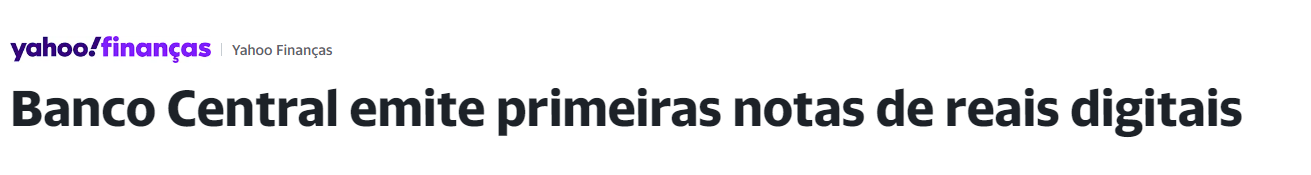 yahoo!finanças | Yahoo Finanças
Banco Central emite primeiras notas de reais digitais